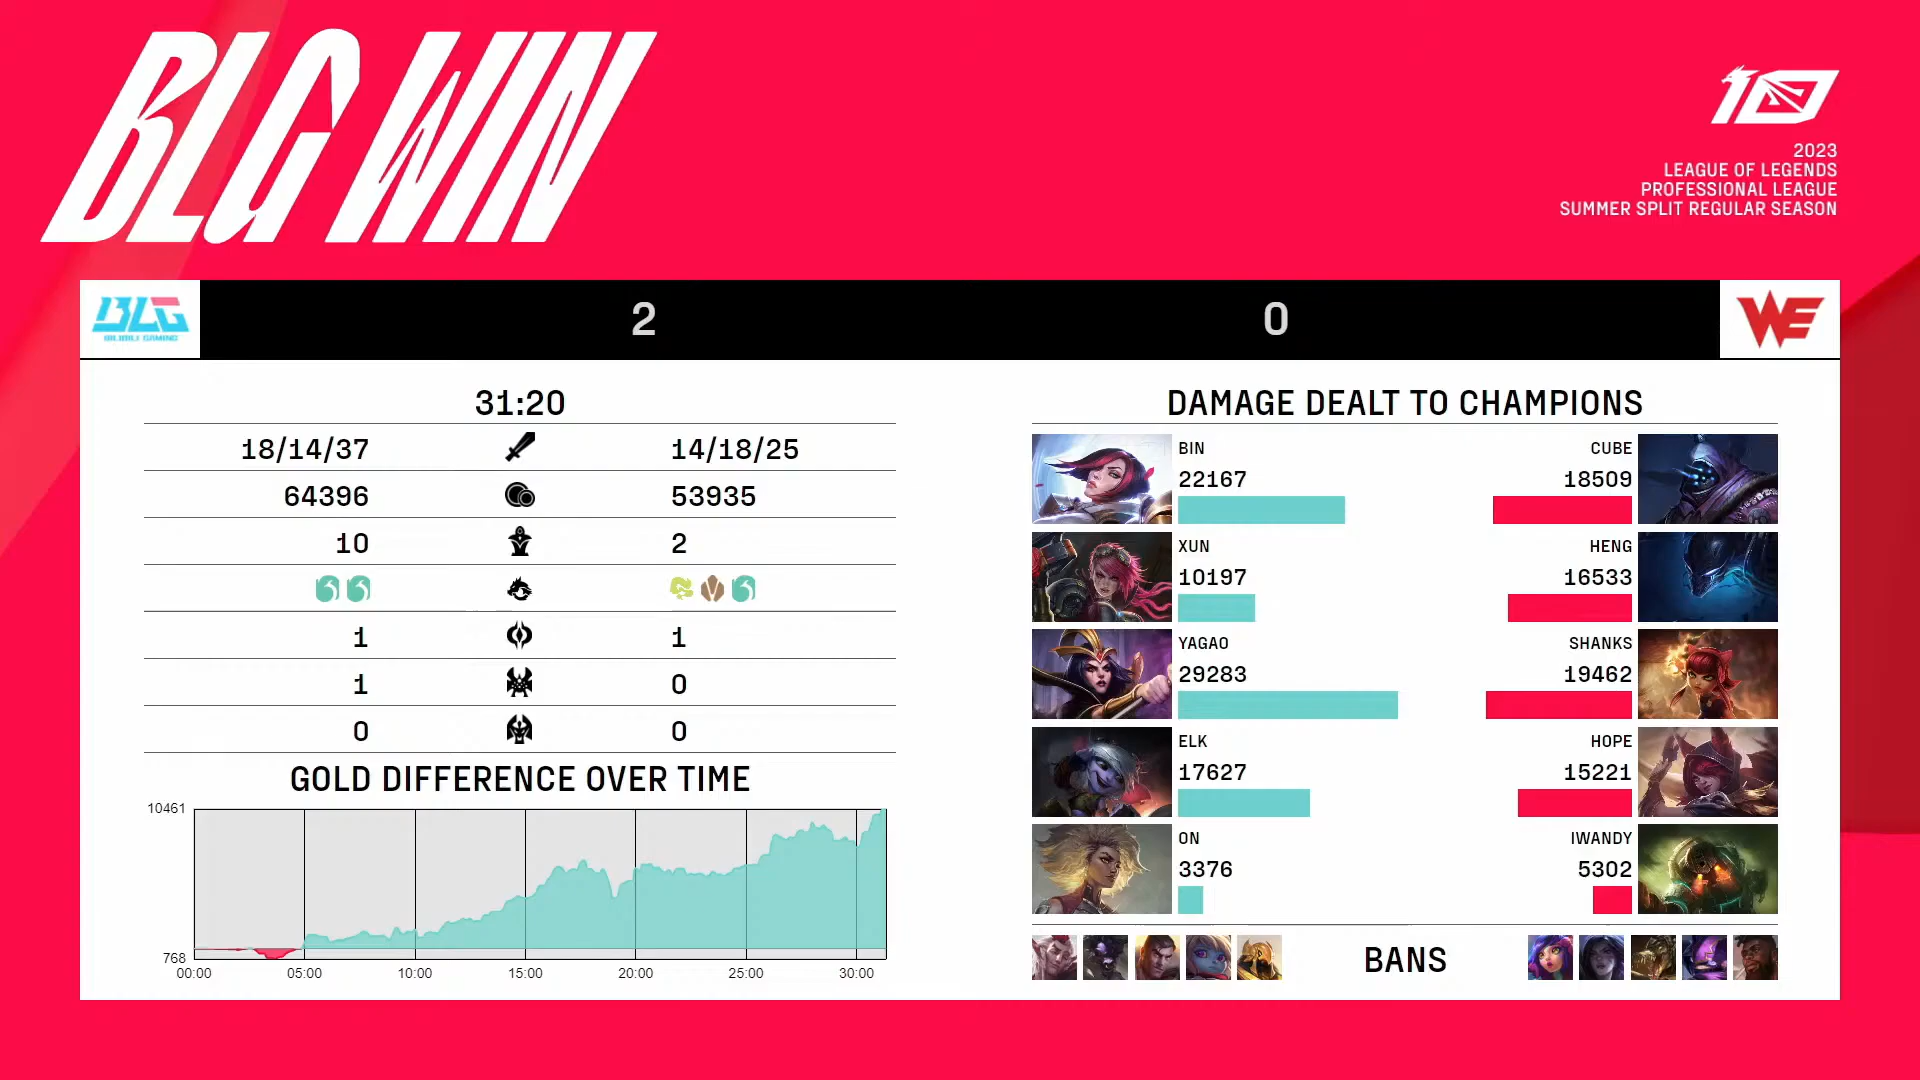 BLG WIN
2023
LEAGUE OF LEGENDS
PROFESSIONAL LEAGUE
SUMMER SPLIT REGULAR SEASON
BLG
BILIBILI GAMING
2
0
WE
31:20
18/14/37
14/18/25
64396
53935
10
2
1
1
1
0
0
0
GOLD DIFFERENCE OVER TIME
10461
768
00:00 05:00 10:00 15:00 20:00 25:00 30:00
DAMAGE DEALT TO CHAMPIONS
BIN
22167
CUBE
18509
XUN
10197
HENG
16533
YAGAO
29283
SHANKS
19462
ELK
17627
HOPE
15221
ON
3376
IWANDY
5302
BANS